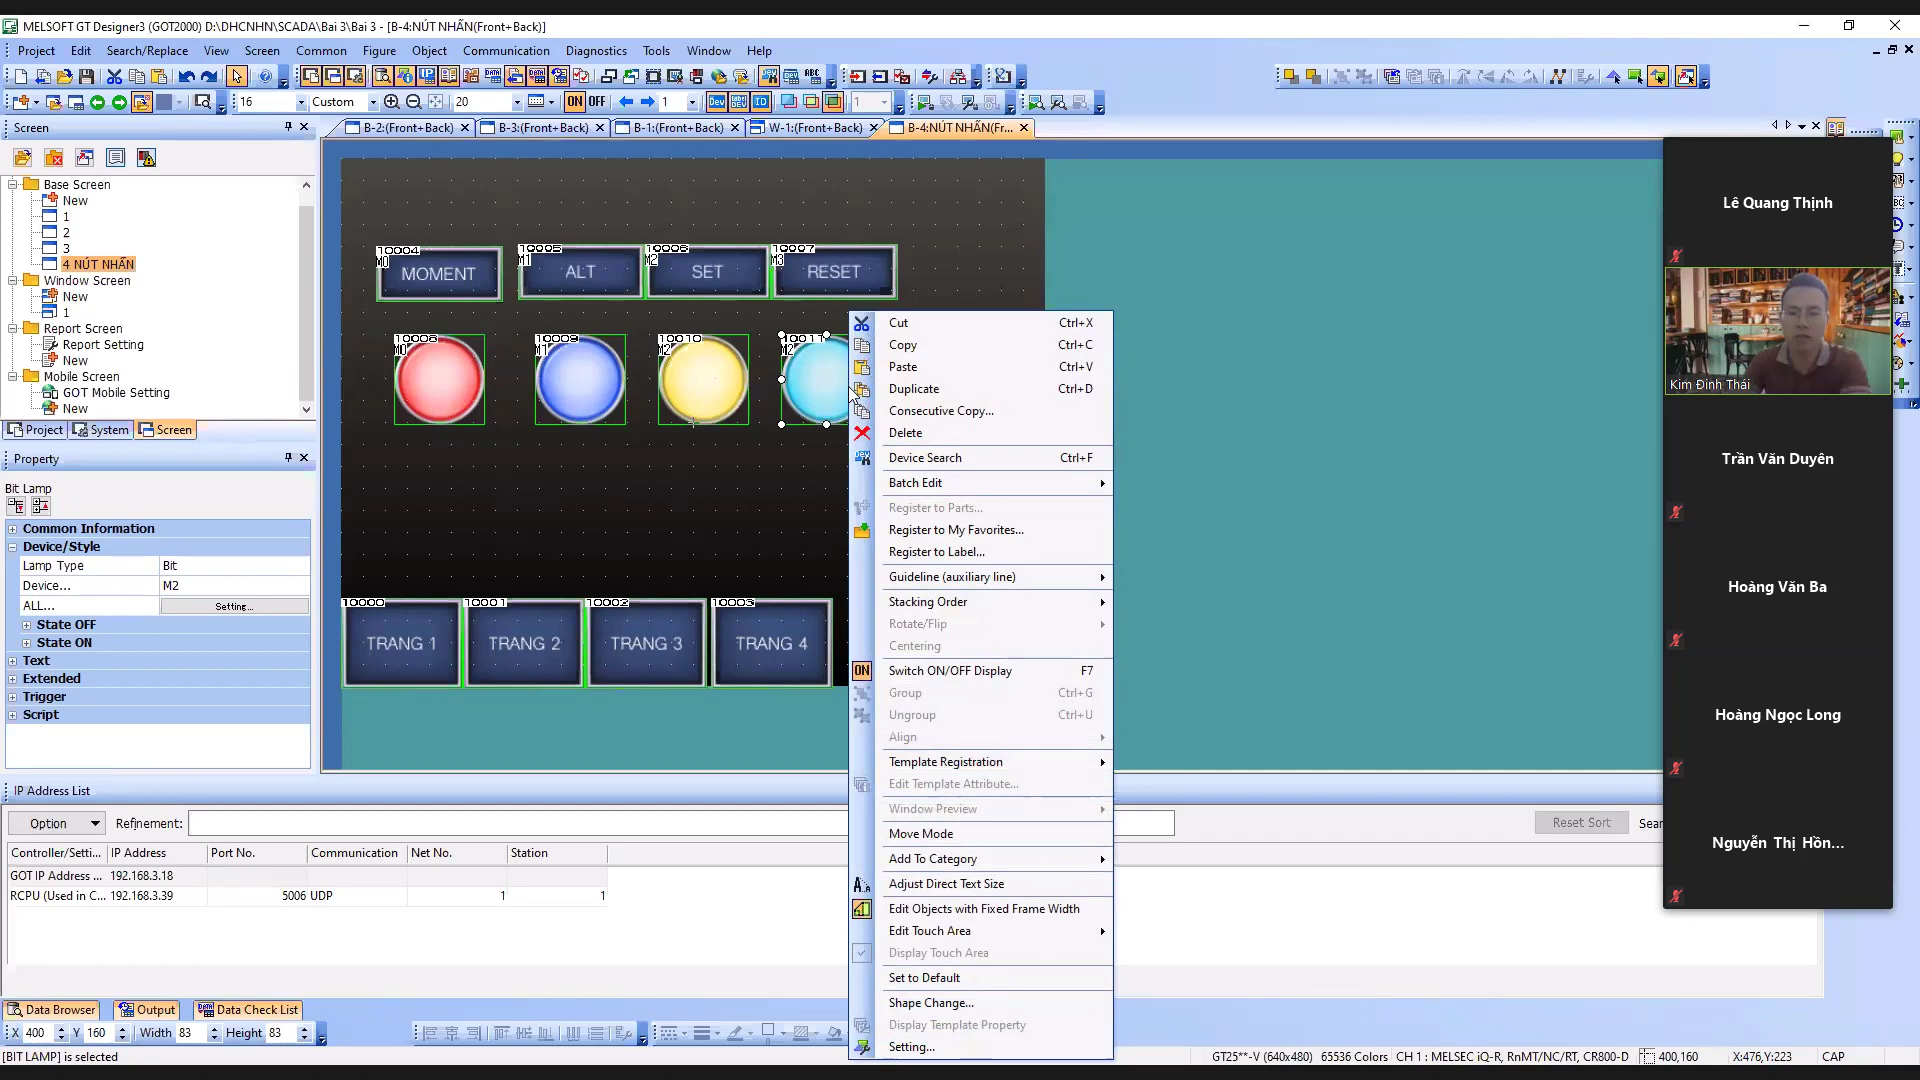 MELSOFT GT Designer3 (GOT2000) D:\DHCNHN\SCADA\Bai 3\Bai 3 - [B-4:NÚT NHẤN(Front+Back)]
Project Edit Search/Replace View Screen Common Figure Object Communication Diagnostics Tools Window Help
16 Custom 20 ON OFF 1 Dev ID 1
Screen
B-2:(Front+Back) B-3:(Front+Back) B-1:(Front+Back) W-1:(Front+Back) B-4:NÚT NHẤN(Fr...
Base Screen
New
1
2
3
4 NÚT NHẤN
Window Screen
New
1
Report Screen
Report Setting
New
Mobile Screen
GOT Mobile Setting
New
Project System Screen
Property
Bit Lamp
Common Information
Device/Style
Lamp Type Bit
Device... M2
ALL... Setting...
State OFF
State ON
Text
Extended
Trigger
Script
10004 10005 10006 10007
M0 M1 M2 M3
MOMENT ALT SET RESET
10008 10009 10010 10011
M0 M1 M2 M2
10000 10001 10002 10003
TRANG 1 TRANG 2 TRANG 3 TRANG 4
Cut Ctrl+X
Copy Ctrl+C
Paste Ctrl+V
Duplicate Ctrl+D
Consecutive Copy...
Delete
Device Search Ctrl+F
Batch Edit
Register to Parts...
Register to My Favorites...
Register to Label...
Guideline (auxiliary line)
Stacking Order
Rotate/Flip
Centering
ON Switch ON/OFF Display F7
Group Ctrl+G
Ungroup Ctrl+U
Align
Template Registration
Edit Template Attribute...
Window Preview
Move Mode
Add To Category
Adjust Direct Text Size
Edit Objects with Fixed Frame Width
Edit Touch Area
Display Touch Area
Set to Default
Shape Change...
Display Template Property
Setting...
Lê Quang Thịnh
Kim Đình Thái
Trần Văn Duyên
Hoàng Văn Ba
Hoàng Ngọc Long
Nguyễn Thị Hồn...
IP Address List
Option Refinement: Reset Sort Sear
Controller/Setti... IP Address Port No. Communication Net No. Station
GOT IP Address ... 192.168.3.18
RCPU (Used in C... 192.168.3.39 5006 UDP 1 1
Data Browser Output Data Check List
X 400 Y 160 Width 83 Height 83
[BIT LAMP] is selected GT25**-V (640x480) 65536 Colors CH 1 : MELSEC iQ-R, RnMT/NC/RT, CR800-D 400,160 X:476,Y:223 CAP